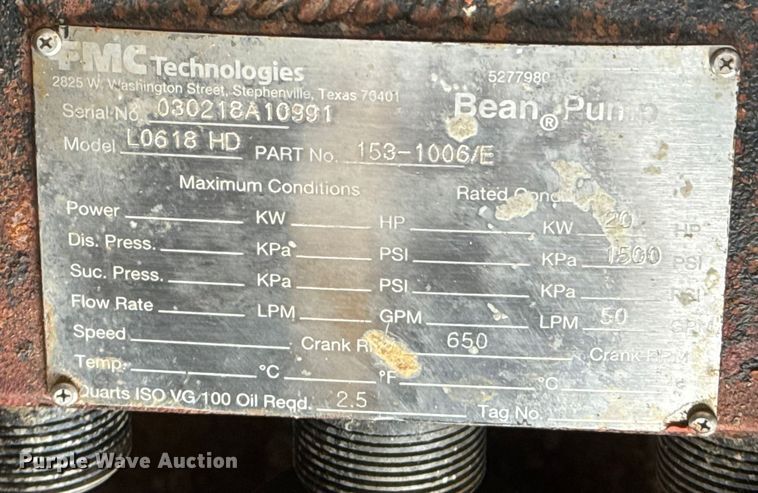 FMC Technologies
2825 W. Washington Street, Stephenville, Texas 76401
5277980
Bean® Pump
Serial No. 030218A10991
Model L0618 HD PART No. 153-1006/E
Maximum Conditions Rated
Power KW HP KW 20 HP
Dis. Press. KPa PSI KPa 1500 PSI
Suc. Press. KPa PSI KPa PSI
Flow Rate LPM GPM LPM 50 GPM
Speed Crank 650 Crank RPM
Temp. °C °F °C
Quarts ISO VG 100 Oil Reqd. 2.5 Tag No.
Purple Wave Auction